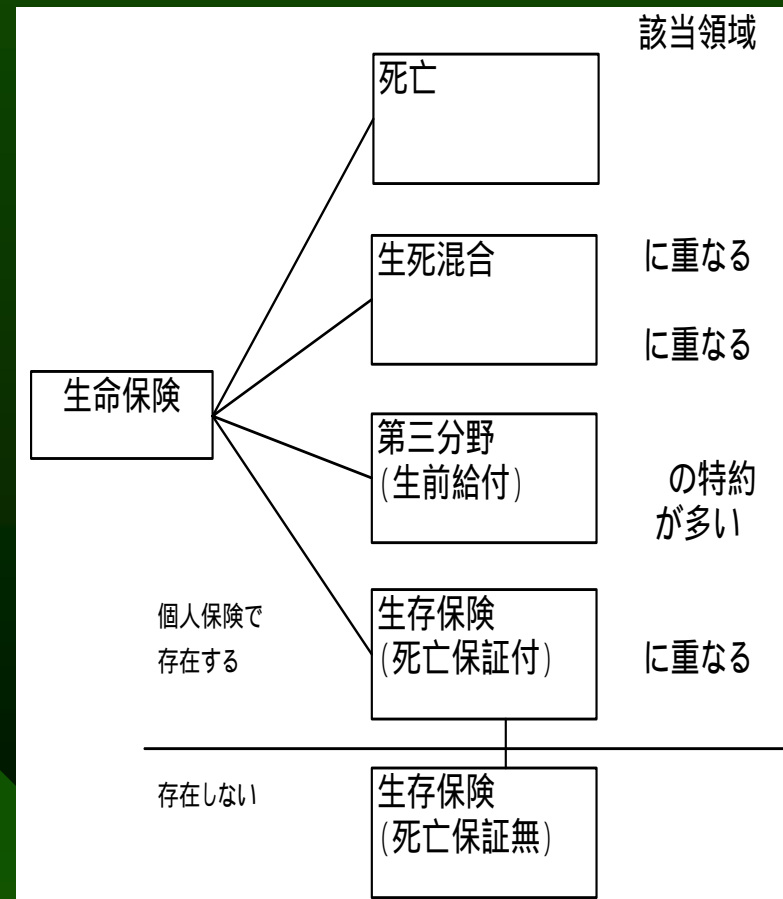 該当領域
死亡
生死混合
に重なる
に重なる
生命保険
第三分野
(生前給付)
の特約
が多い
個人保険で
存在する
生存保険
(死亡保証付)
に重なる
存在しない
生存保険
(死亡保証無)